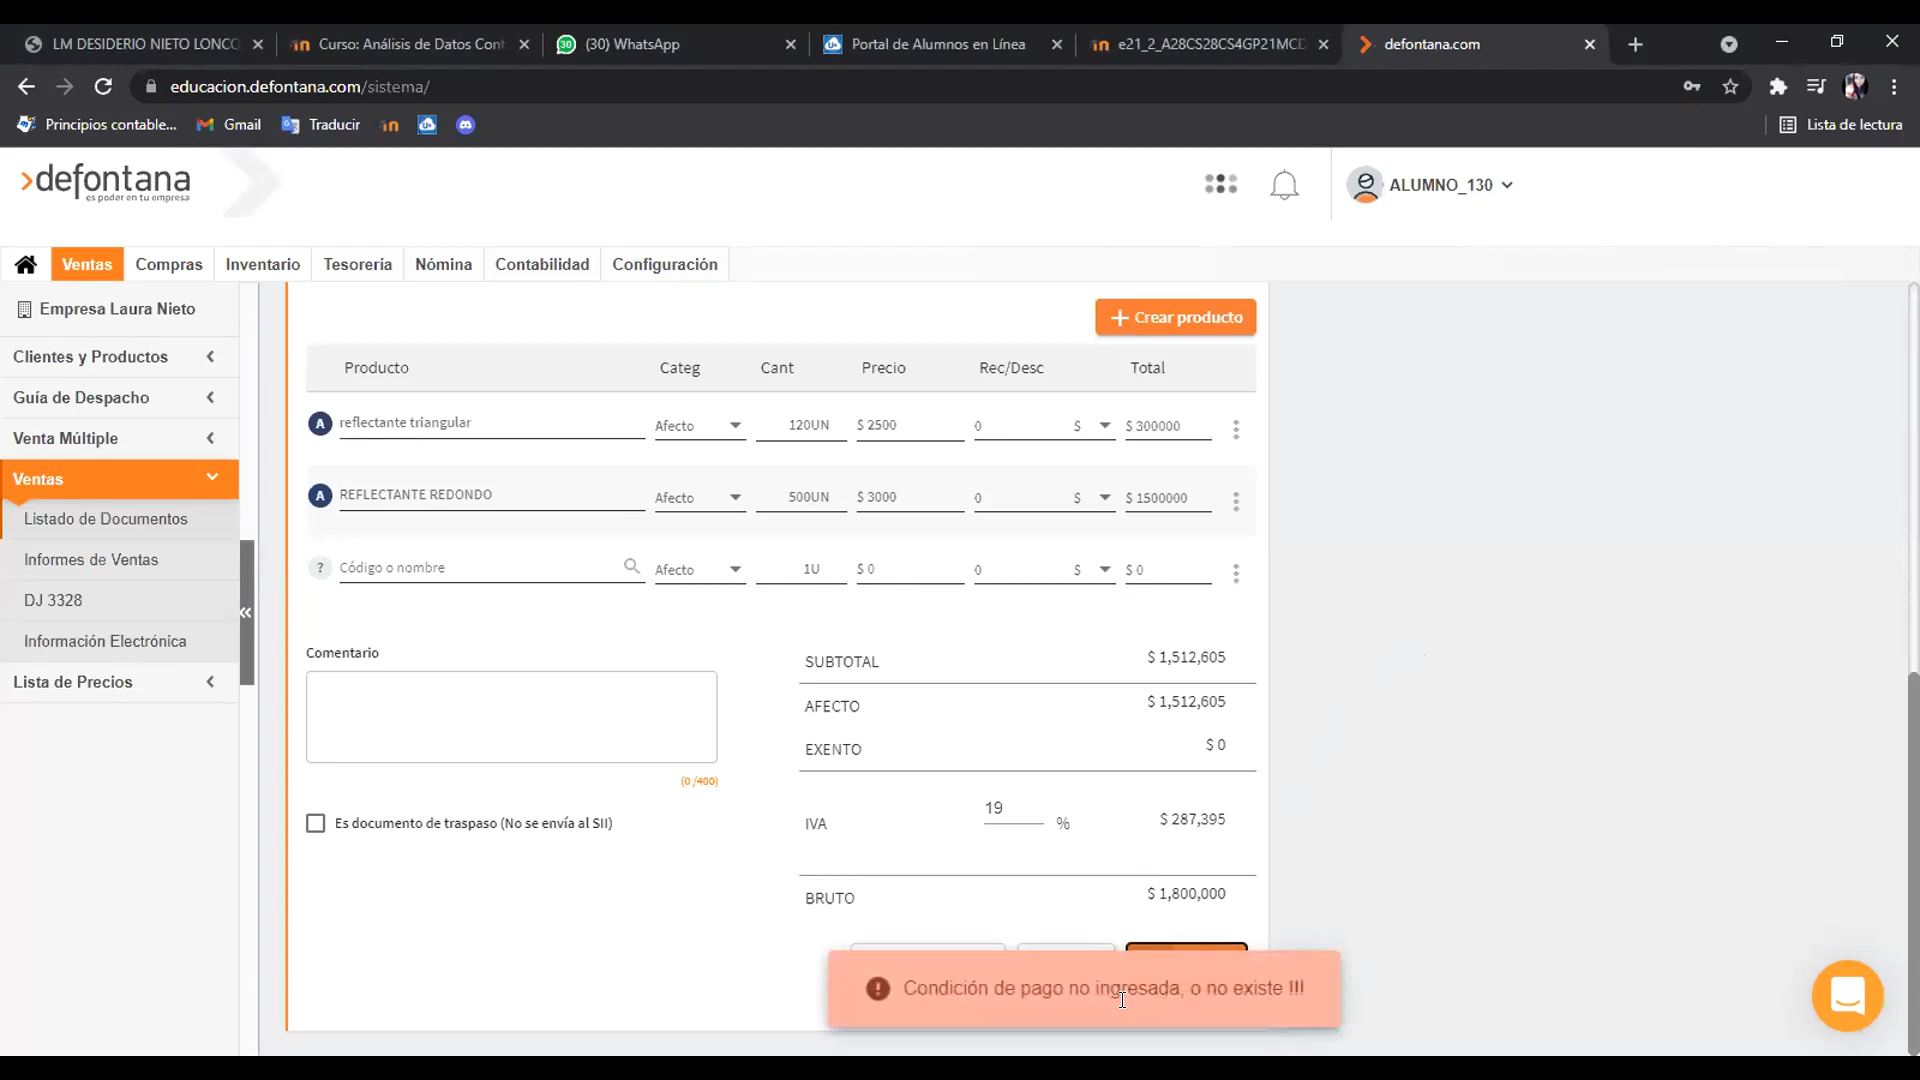 LM DESIDERIO NIETO LONCO
Curso: Análisis de Datos Cont
30
(30) WhatsApp
Portal de Alumnos en Línea
e21_2_A28CS28CS4GP21MCD
defontana.com
educacion.defontana.com/sistema/
Principios contable...
Gmail
Traducir
Lista de lectura
defontana
es poder en tu empresa
ALUMNO_130
Ventas
Compras
Inventario
Tesorería
Nómina
Contabilidad
Configuración
Empresa Laura Nieto
Clientes y Productos
Guía de Despacho
Venta Múltiple
Ventas
Listado de Documentos
Informes de Ventas
DJ 3328
Información Electrónica
Lista de Precios
Crear producto
Producto Categ Cant Precio Rec/Desc Total
A reflectante triangular Afecto 120UN $ 2500 0 $ $ 300000
A REFLECTANTE REDONDO Afecto 500UN $ 3000 0 $ $ 1500000
? Código o nombre Afecto 1U $ 0 0 $ $ 0
Comentario
(0 /400)
Es documento de traspaso (No se envía al SII)
SUBTOTAL $ 1,512,605
AFECTO $ 1,512,605
EXENTO $ 0
IVA 19 % $ 287,395
BRUTO $ 1,800,000
Condición de pago no ingresada, o no existe !!!